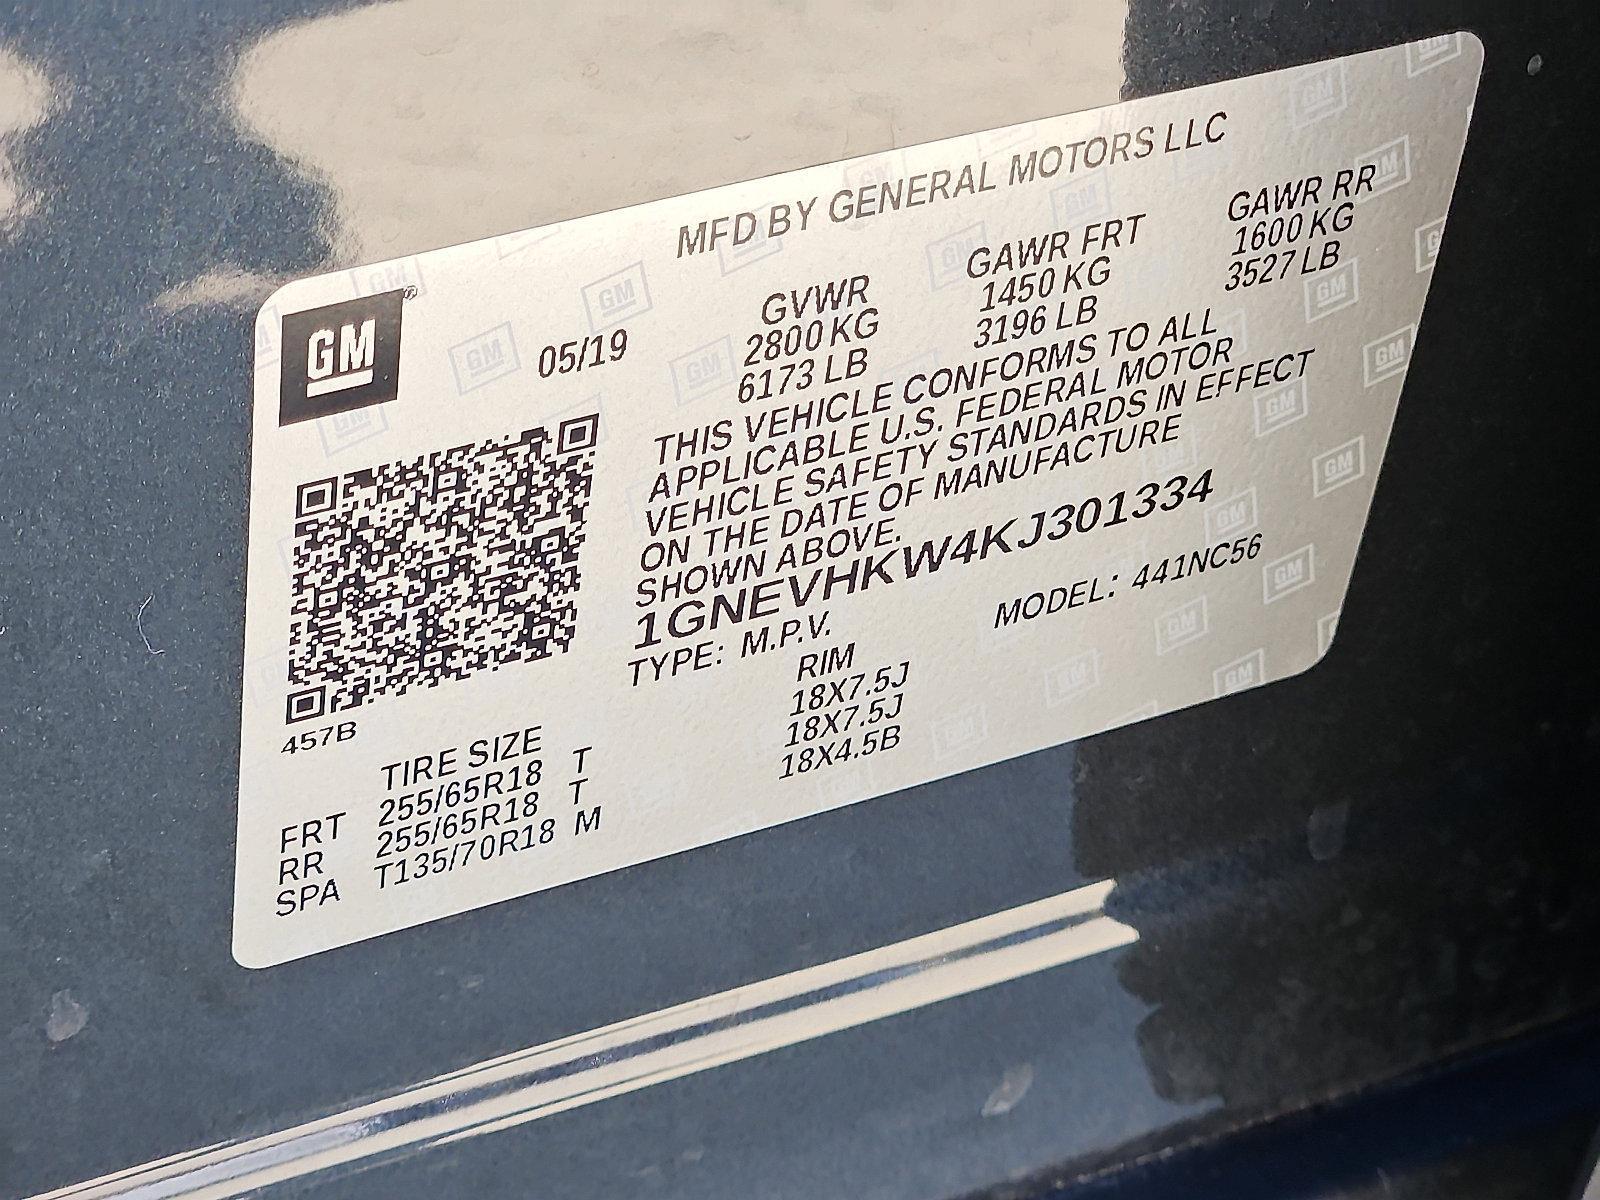 MFD BY GENERAL MOTORS LLC
GM®
05/19
GVWR
2800 KG
6173 LB
GAWR FRT
1450 KG
3196 LB
GAWR RR
1600 KG
3527 LB
THIS VEHICLE CONFORMS TO ALL
APPLICABLE U.S. FEDERAL MOTOR
VEHICLE SAFETY STANDARDS IN EFFECT
ON THE DATE OF MANUFACTURE
SHOWN ABOVE.
1GNEVHKW4KJ301334
TYPE: M.P.V.
MODEL: 441NC56
457B
TIRE SIZE RIM
FRT 255/65R18 T 18X7.5J
RR 255/65R18 T 18X7.5J
SPA T135/70R18 M 18X4.5B